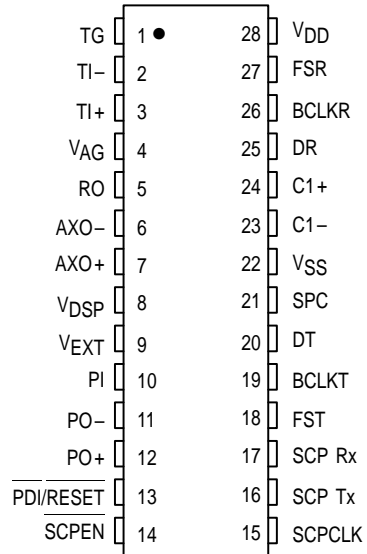 TG 1 28 VDD
TI– 2 27 FSR
TI+ 3 26 BCLKR
VAG 4 25 DR
RO 5 24 C1+
AXO– 6 23 C1–
AXO+ 7 22 VSS
VDSP 8 21 SPC
VEXT 9 20 DT
PI 10 19 BCLKT
PO– 11 18 FST
PO+ 12 17 SCP Rx
PDI/RESET 13 16 SCP Tx
SCPEN 14 15 SCPCLK